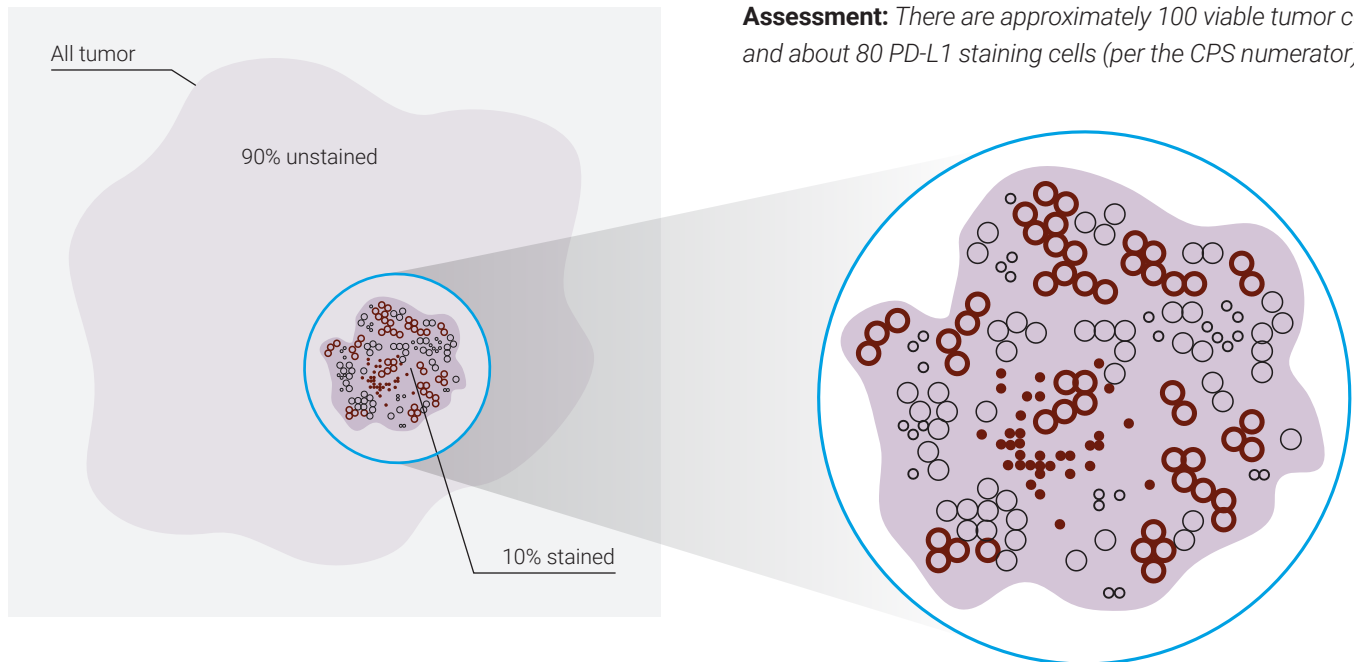 All tumor
90% unstained
10% stained
Assessment: There are approximately 100 viable tumor
and about 80 PD-L1 staining cells (per the CPS numerator)